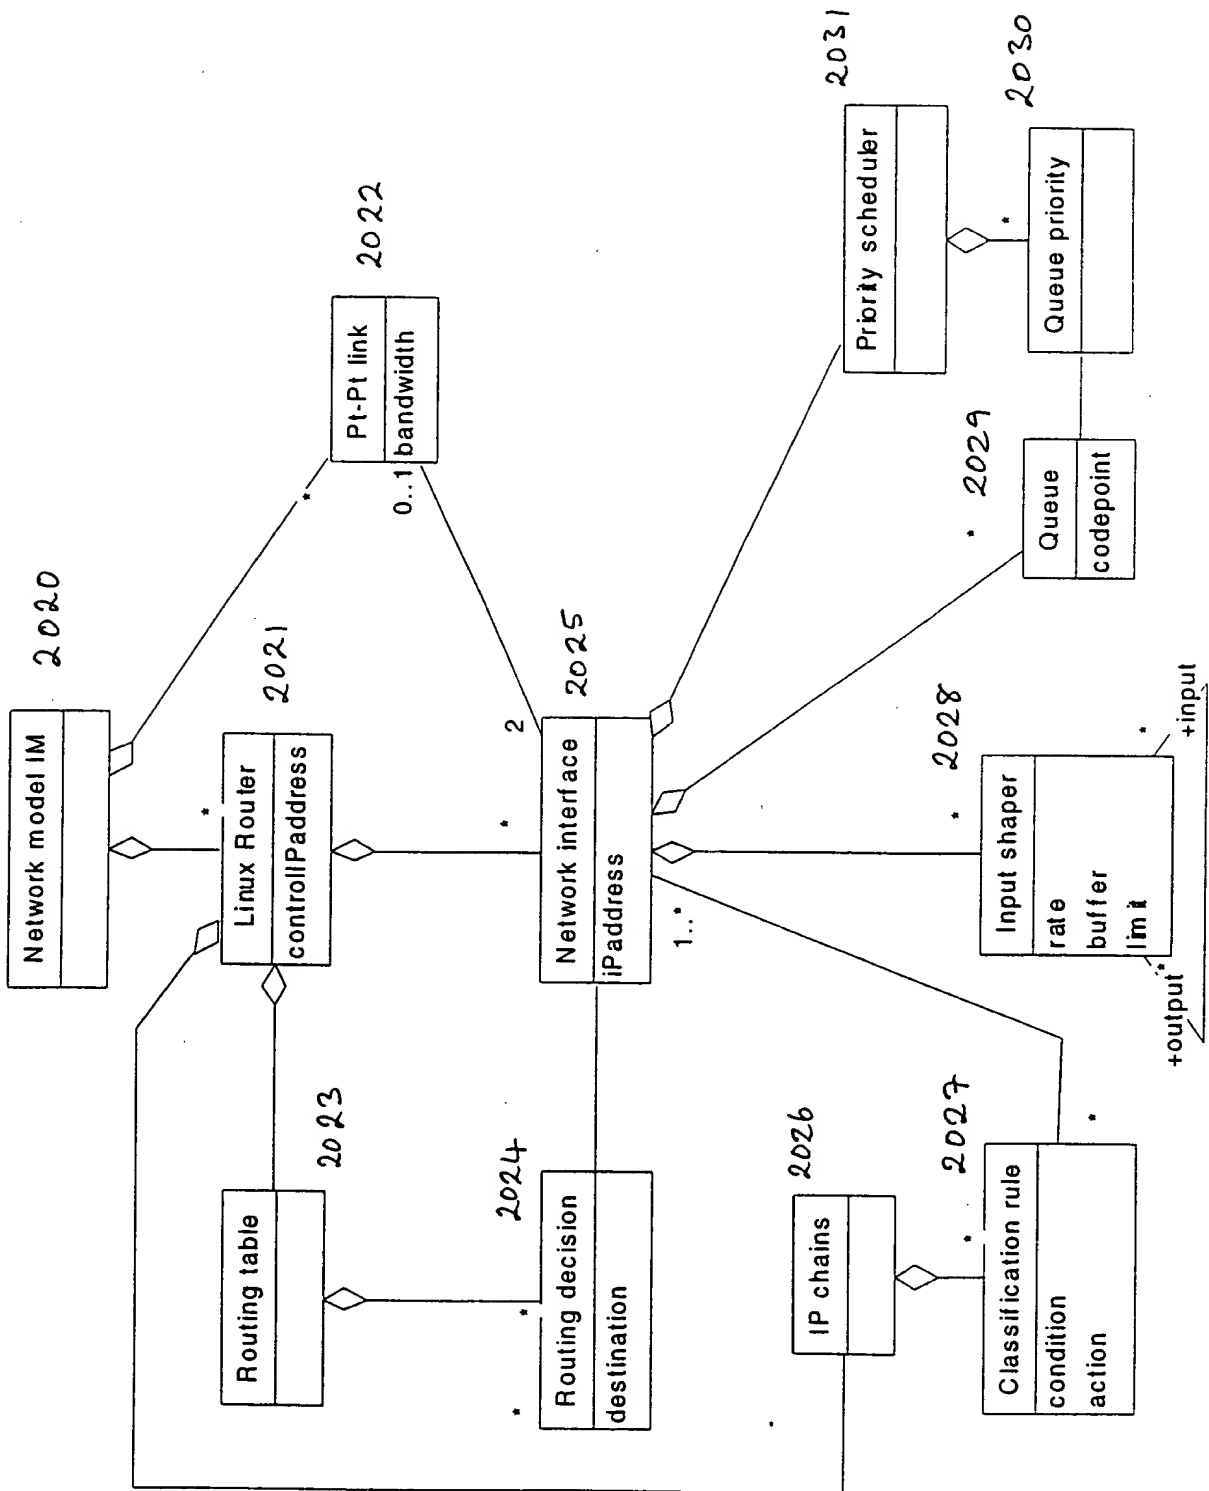 2020
Network model IM
*
*
2021
Linux Router
controlIPaddress
2022
Pt-Pt link
bandwidth
0..1
2023
Routing table
*
2024
*
Routing decision
destination
*
2
2025
Network interface
iPaddress
1..*
2026
IP chains
*
2027
Classification rule
condition
action
*
*
2028
Input shaper
rate
buffer
limit
*
+output
*
+input
*
2029
Queue
codepoint
2031
Priority scheduler
*
2030
Queue priority